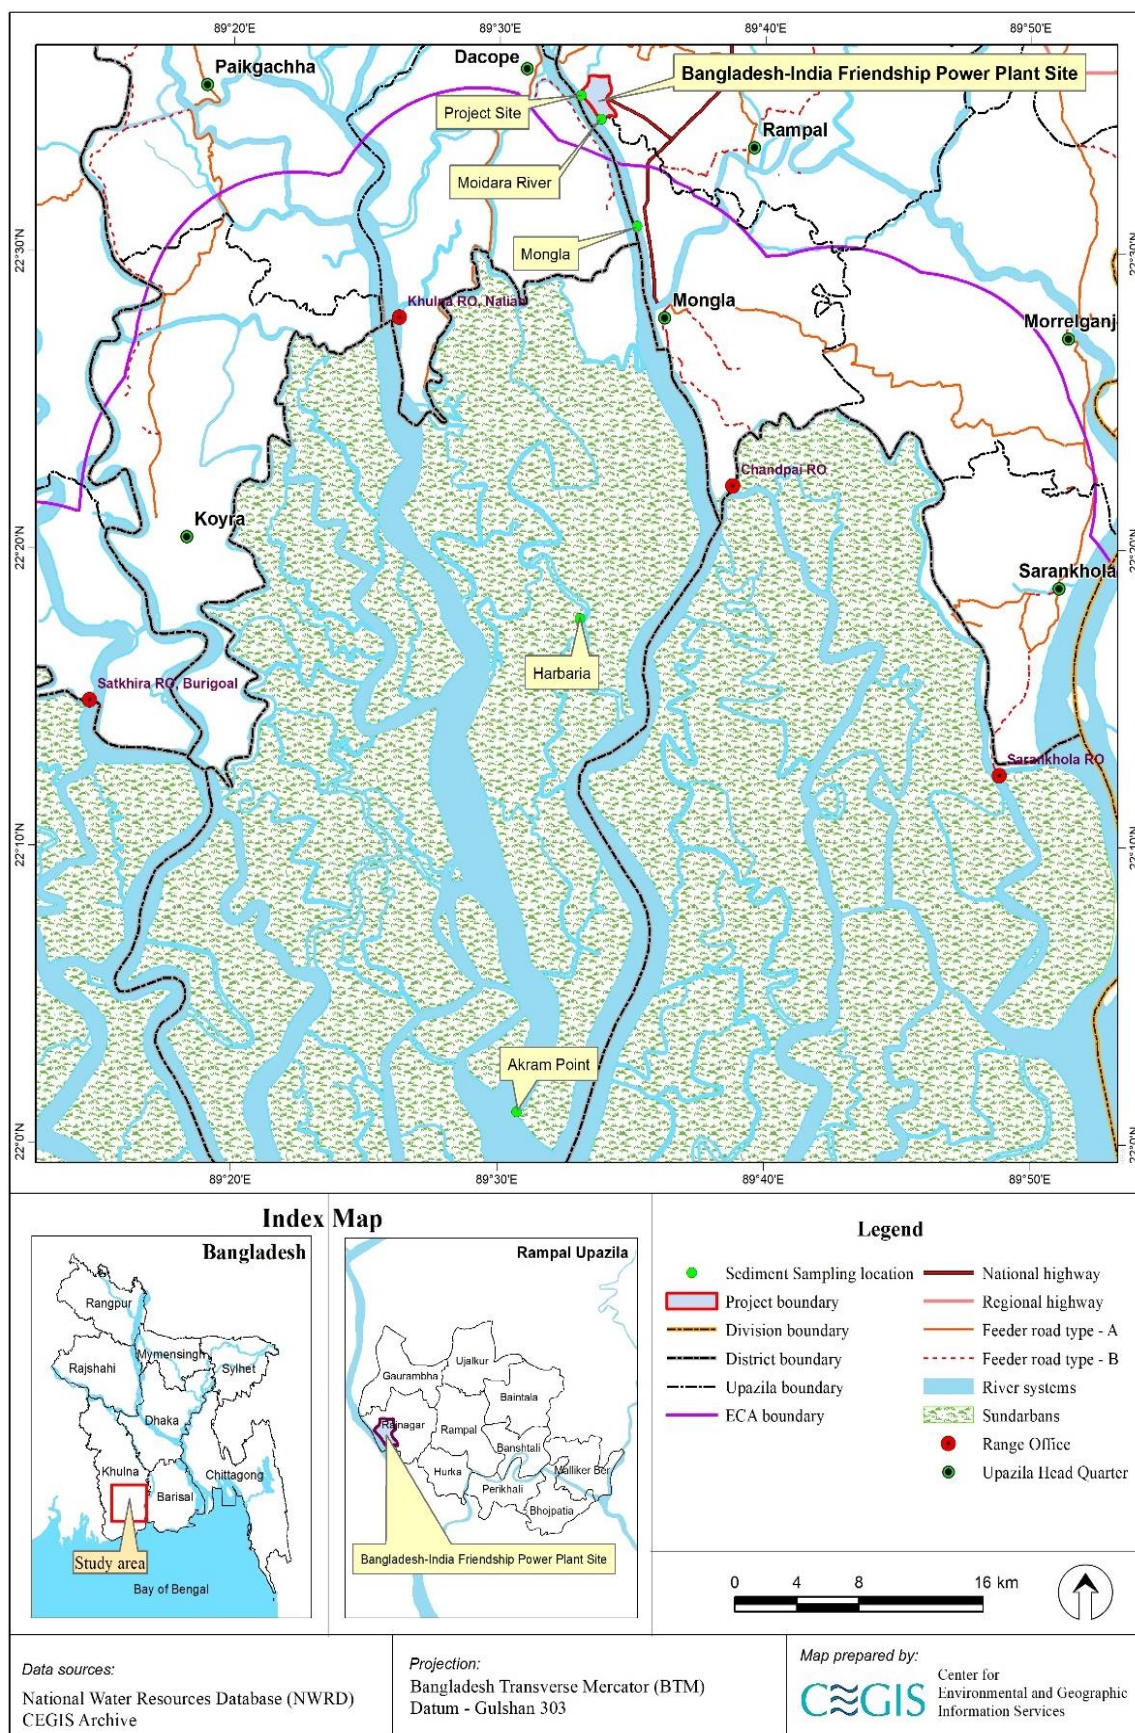 89°20'E
89°30'E
89°40'E
89°50'E
Paikgachha
Dacope
Bangladesh-India Friendship Power Plant Site
Project Site
Rampal
Moidara River
Mongla
22°30'N
22°30'N
Khulna RO, Nalian
Mongla
Morrelganj
Chandpai RO
Koyra
22°20'N
22°20'N
Sarankhola
Harbaria
Satkhira RO, Burigoal
Sarankhola RO
22°10'N
22°10'N
Akram Point
22°0'N
22°0'N
89°20'E
89°30'E
89°40'E
89°50'E
Index Map
Bangladesh
Rangpur
Rajshahi
Mymensingh
Sylhet
Dhaka
Khulna
Barisal
Chittagong
Study area
Bay of Bengal
Rampal Upazila
Ujalkur
Gaurambha
Baintala
Rajnagar
Rampal
Banshtali
Hurka
Malliker Ber
Perikhali
Bhojpatia
Bangladesh-India Friendship Power Plant Site
Legend
Sediment Sampling location
Project boundary
Division boundary
District boundary
Upazila boundary
ECA boundary
National highway
Regional highway
Feeder road type - A
Feeder road type - B
River systems
Sundarbans
Range Office
Upazila Head Quarter
0 4 8 16 km
Data sources:
National Water Resources Database (NWRD)
CEGIS Archive
Projection:
Bangladesh Transverse Mercator (BTM)
Datum - Gulshan 303
Map prepared by:
CEGIS
Center for
Environmental and Geographic
Information Services